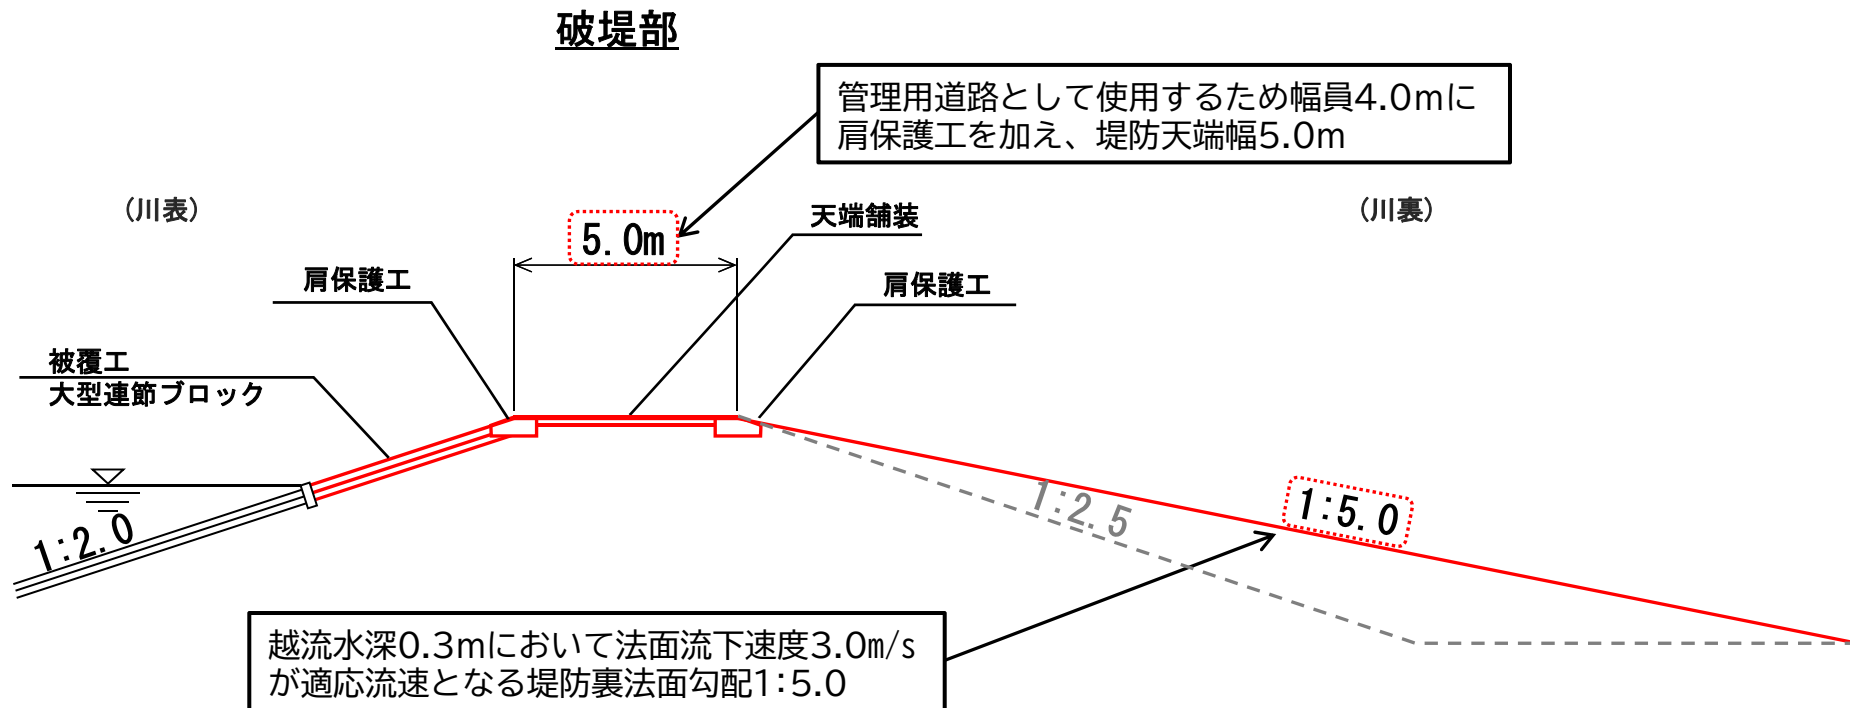 破堤部
管理用道路として使用するため幅員4.0mに
肩保護工を加え、堤防天端幅5.0m
（川表）
（川裏）
天端舗装
5.0m
肩保護工
肩保護工
被覆工
大型連節ブロック
1:2.0
1:2.5
1:5.0
越流水深0.3mにおいて法面流下速度3.0m/s
が適応流速となる堤防裏法面勾配1:5.0